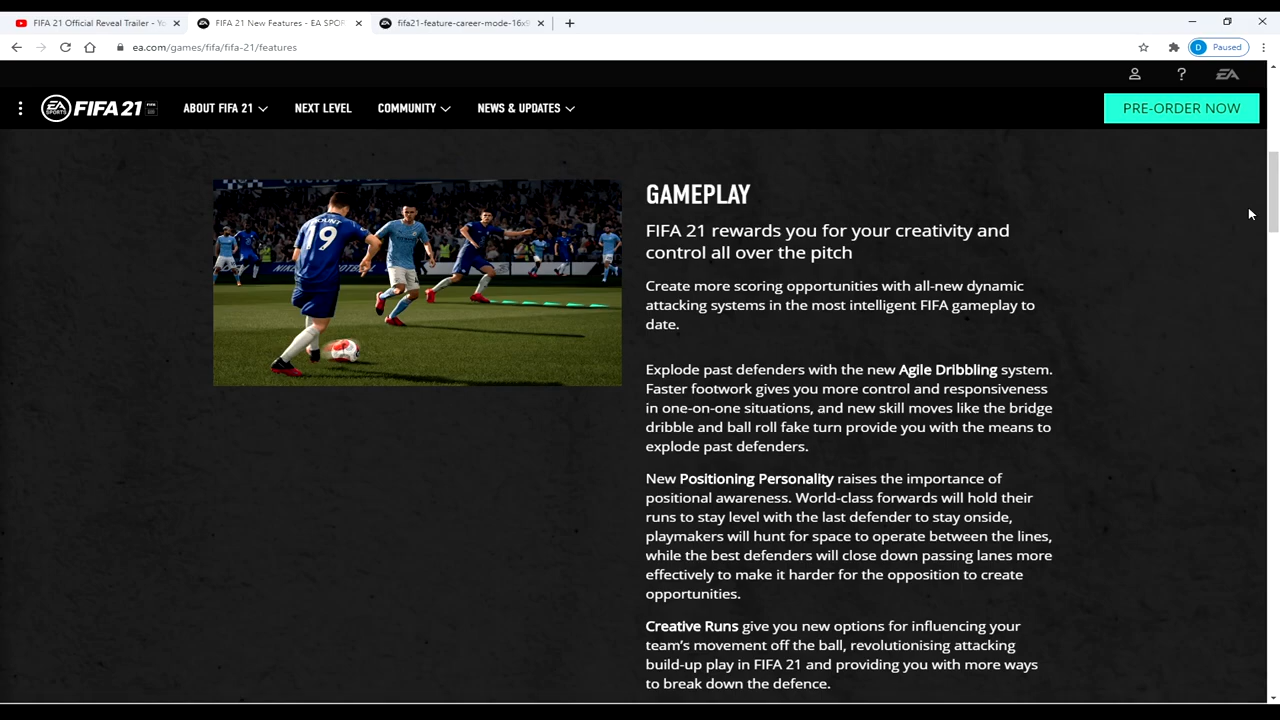 FIFA 21 Official Reveal Trailer - Yo
FIFA 21 New Features - EA SPOR
fifa21-feature-career-mode-16x9
ea.com/games/fifa/fifa-21/features
D Paused
EA
EA SPORTS FIFA 21
ABOUT FIFA 21
NEXT LEVEL
COMMUNITY
NEWS & UPDATES
PRE-ORDER NOW
MOUNT
19
GAMEPLAY
FIFA 21 rewards you for your creativity and
control all over the pitch
Create more scoring opportunities with all-new dynamic
attacking systems in the most intelligent FIFA gameplay to
date.
Explode past defenders with the new Agile Dribbling system.
Faster footwork gives you more control and responsiveness
in one-on-one situations, and new skill moves like the bridge
dribble and ball roll fake turn provide you with the means to
explode past defenders.
New Positioning Personality raises the importance of
positional awareness. World-class forwards will hold their
runs to stay level with the last defender to stay onside,
playmakers will hunt for space to operate between the lines,
while the best defenders will close down passing lanes more
effectively to make it harder for the opposition to create
opportunities.
Creative Runs give you new options for influencing your
team's movement off the ball, revolutionising attacking
build-up play in FIFA 21 and providing you with more ways
to break down the defence.